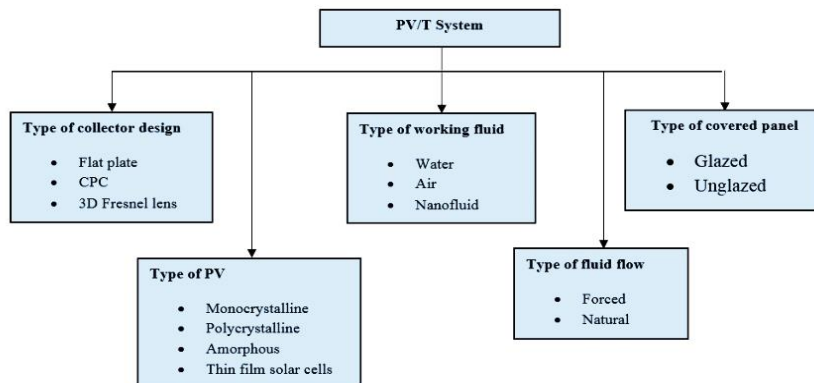 PV/T System
Type of collector design
• Flat plate
• CPC
• 3D Fresnel lens
Type of working fluid
• Water
• Air
• Nanofluid
Type of covered panel
• Glazed
• Unglazed
Type of PV
• Monocrystalline
• Polycrystalline
• Amorphous
• Thin film solar cells
Type of fluid flow
• Forced
• Natural